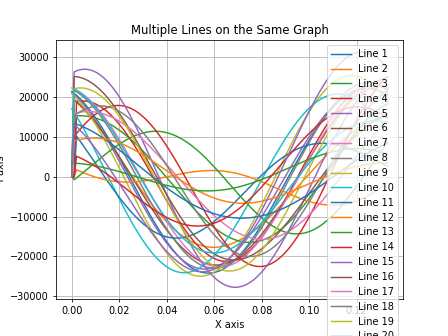 Multiple Lines on the Same Graph
30000
20000
10000
0
−10000
−20000
−30000
0.00
0.02
0.04
0.06
0.08
0.10
X axis
Line 1
Line 2
Line 3
Line 4
Line 5
Line 6
Line 7
Line 8
Line 9
Line 10
Line 11
Line 12
Line 13
Line 14
Line 15
Line 16
Line 17
Line 18
Line 19
Line 20